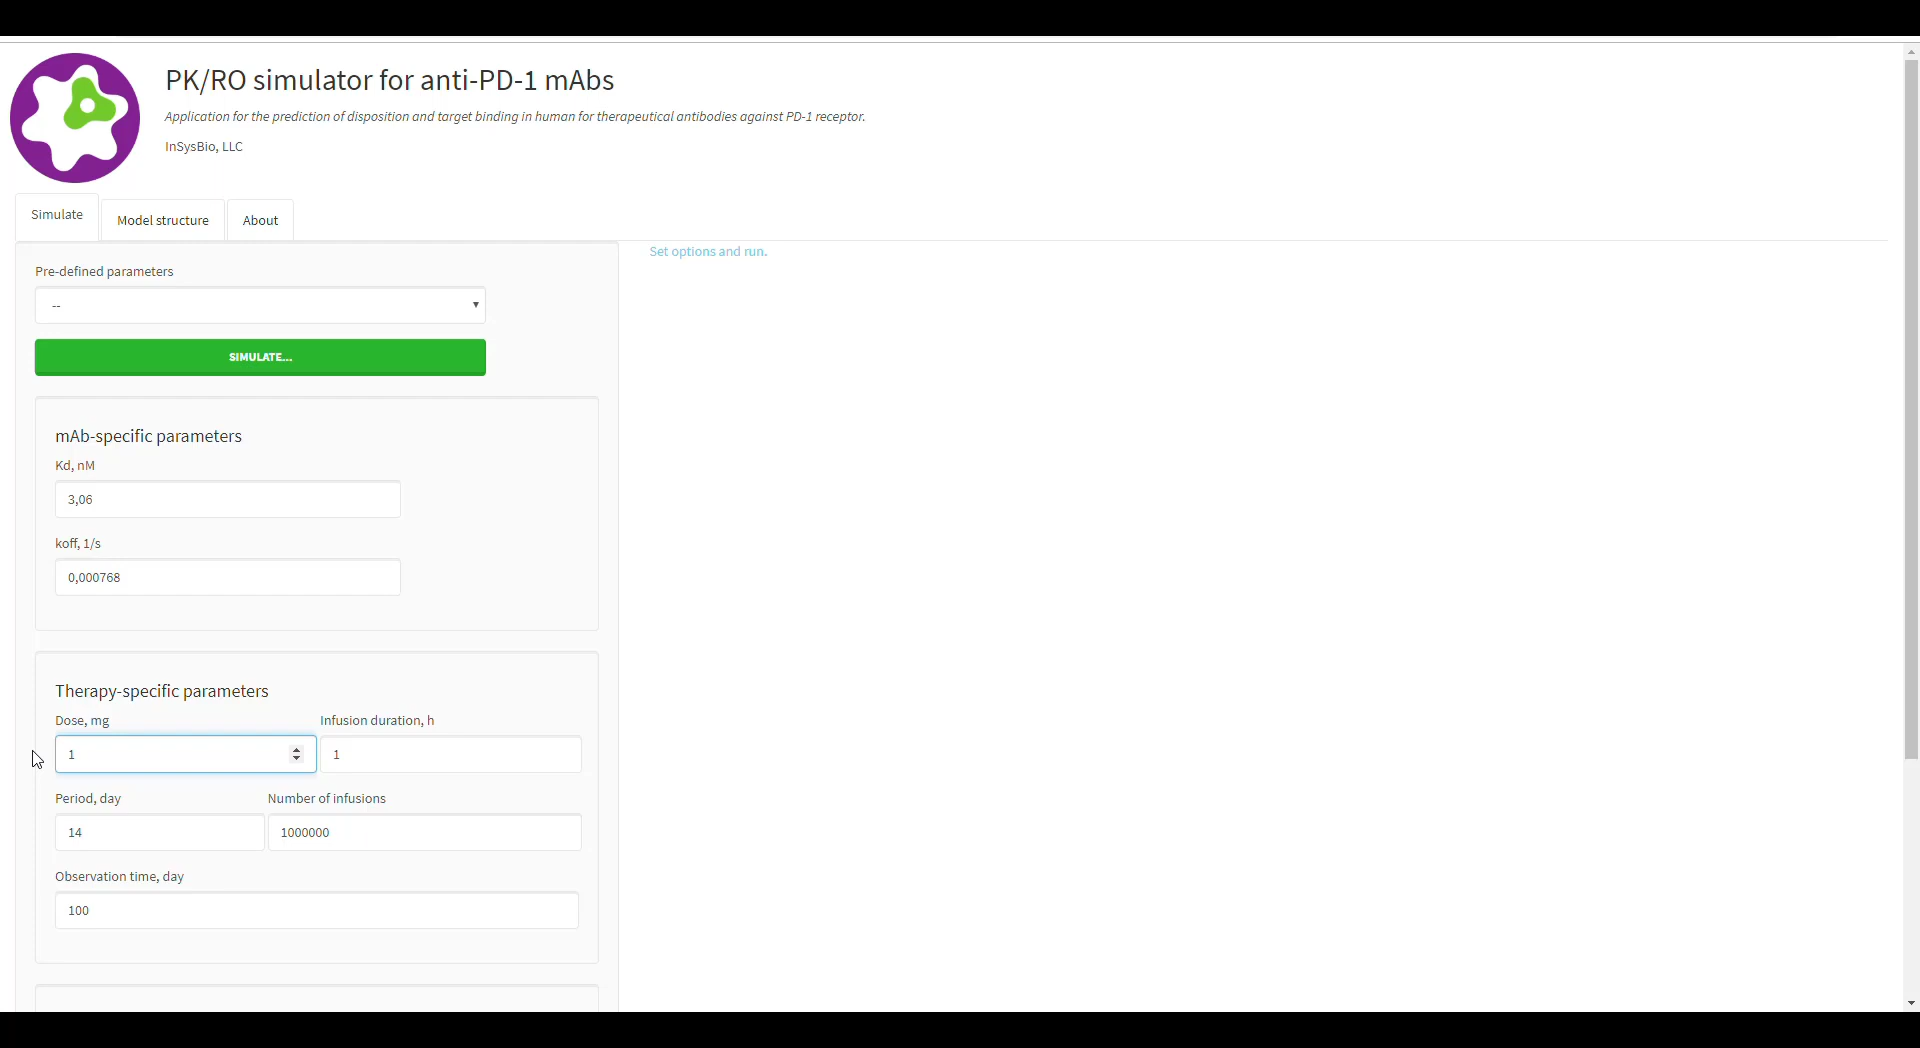 PK/RO simulator for anti-PD-1 mAbs
Application for the prediction of disposition and target binding in human for therapeutical antibodies against PD-1 receptor.
InSysBio, LLC
Simulate
Model structure
About
Set options and run.
Pre-defined parameters
--
SIMULATE...
mAb-specific parameters
Kd, nM
3,06
koff, 1/s
0,000768
Therapy-specific parameters
Dose, mg
Infusion duration, h
1
1
Period, day
Number of infusions
14
1000000
Observation time, day
100